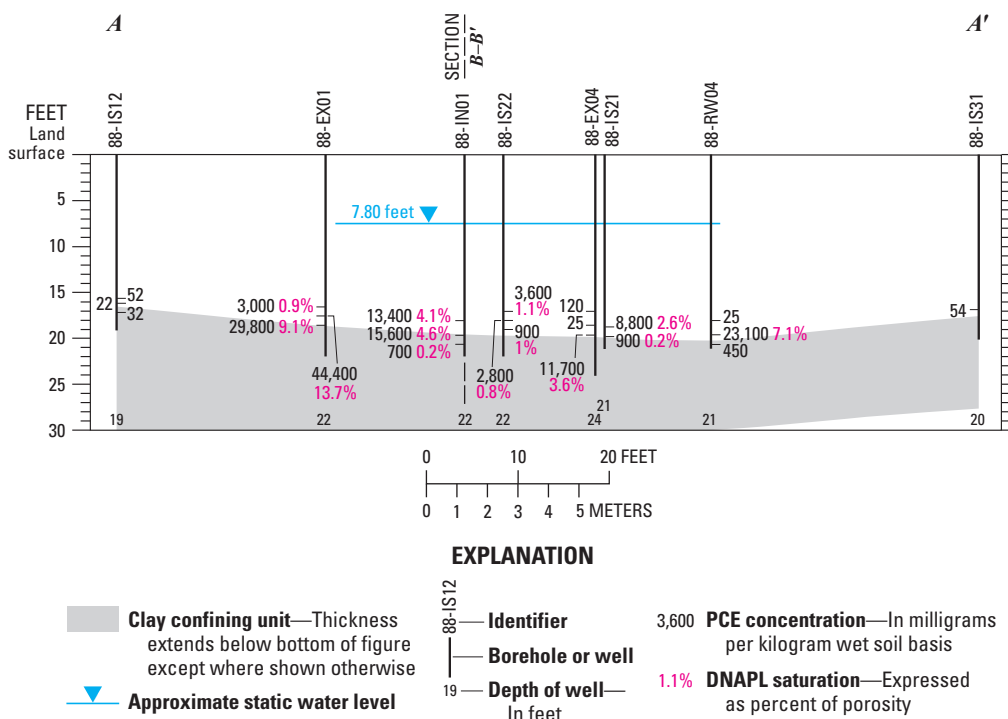 A
A'
SECTION
B–B'
FEET
Land
surface
88-IS12
88-EX01
88-IN01
88-IS22
88-EX04
88-IS21
88-RW04
88-IS31
5
10
15
20
25
30
7.80 feet
22
52
32
3,000 0.9%
29,800 9.1%
44,400
13.7%
13,400 4.1%
15,600 4.6%
700 0.2%
3,600
1.1%
900
1%
2,800
0.8%
120
25
11,700
3.6%
8,800 2.6%
900 0.2%
25
23,100 7.1%
450
54
19
22
22
22
24
21
21
20
0 10 20 FEET
0 1 2 3 4 5 METERS
EXPLANATION
Clay confining unit—Thickness
extends below bottom of figure
except where shown otherwise
Approximate static water level
88-IS12
Identifier
Borehole or well
19 Depth of well—
In feet
3,600 PCE concentration—In milligrams
per kilogram wet soil basis
1.1% DNAPL saturation—Expressed
as percent of porosity